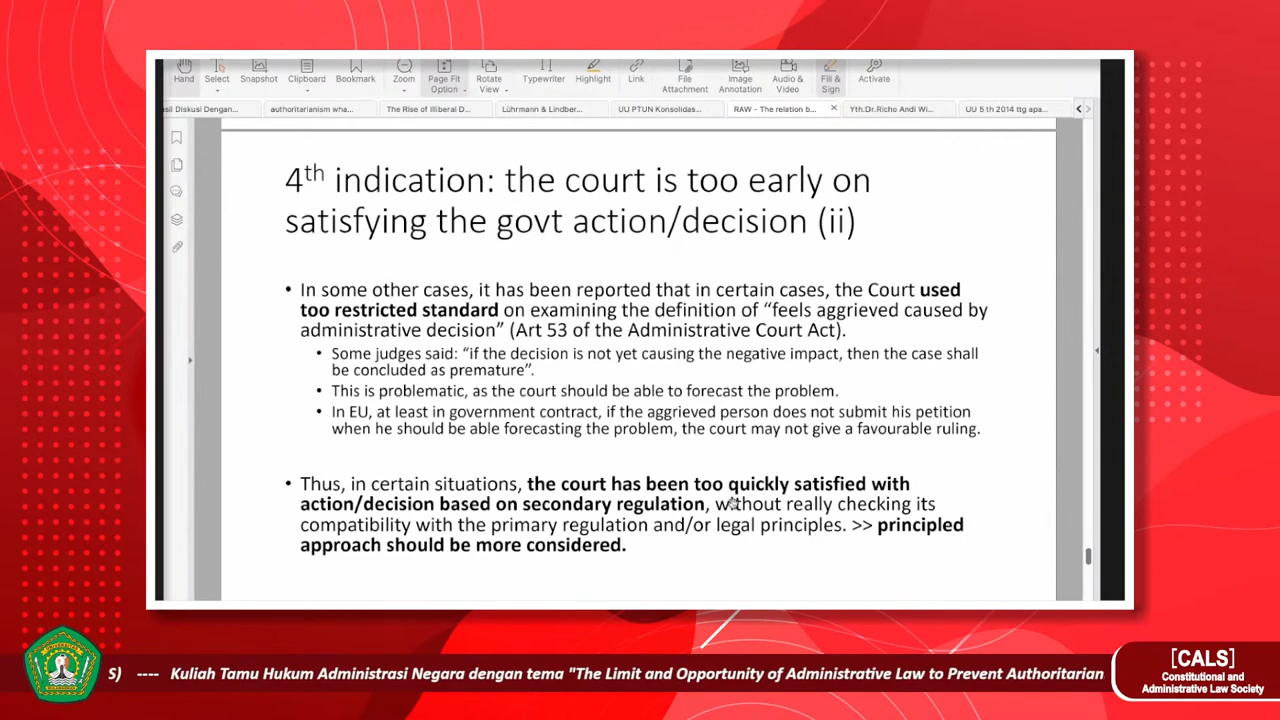 Hand Select Snapshot Clipboard Bookmark Zoom Page Fit Option Rotate View Typewriter Highlight Link File Attachment Image Annotation Audio & Video Fill & Sign Activate
asil Diskusi Dengan... authoritarianism wha... The Rise of Illiberal D... Lührmann & Lindber... UU PTUN Konsolidas... RAW - The relation b... Yth.Dr.Richo Andi Wi... UU 5 th 2014 ttg apa...
4th indication: the court is too early on
satisfying the govt action/decision (ii)
• In some other cases, it has been reported that in certain cases, the Court used
too restricted standard on examining the definition of “feels aggrieved caused by
administrative decision” (Art 53 of the Administrative Court Act).
• Some judges said: “if the decision is not yet causing the negative impact, then the case shall
be concluded as premature”.
• This is problematic, as the court should be able to forecast the problem.
• In EU, at least in government contract, if the aggrieved person does not submit his petition
when he should be able forecasting the problem, the court may not give a favourable ruling.
• Thus, in certain situations, the court has been too quickly satisfied with
action/decision based on secondary regulation, without really checking its
compatibility with the primary regulation and/or legal principles. >> principled
approach should be more considered.
S) ---- Kuliah Tamu Hukum Administrasi Negara dengan tema "The Limit and Opportunity of Administrative Law to Prevent Authoritarian
[CALS]
Constitutional and
Administrative Law Society